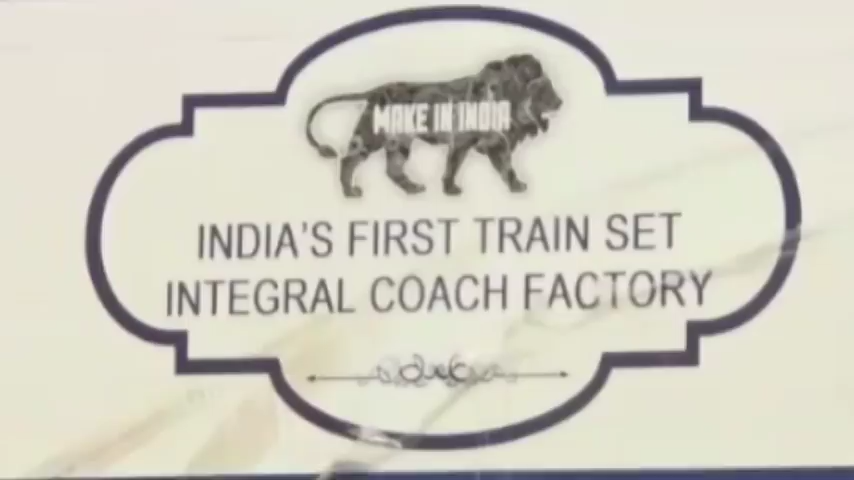 MAKE IN INDIA
INDIA'S FIRST TRAIN SET
INTEGRAL COACH FACTORY